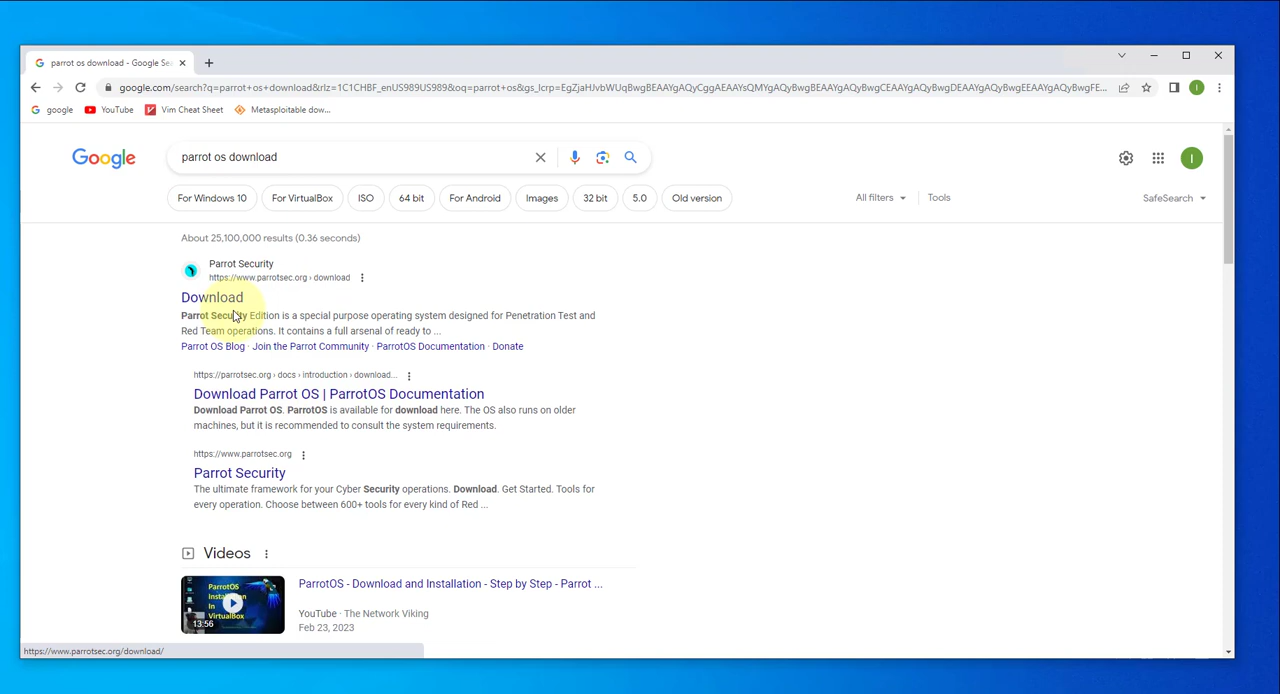 parrot os download - Google Se
google.com/search?q=parrot+os+download&rlz=1C1CHBF_enUS989US989&oq=parrot+os&gs_lcrp=EgZjaHJvbWUqBwgBEAAYgAQyCggAEAAYsQMYgAQyBwgBEAAYgAQyBwgCEAAYgAQyBwgDEAAYgAQyBwgEEAAYgAQyBwgFE...
google
YouTube
Vim Cheat Sheet
Metasploitable dow...
I
Google
parrot os download
I
For Windows 10
For VirtualBox
ISO
64 bit
For Android
Images
32 bit
5.0
Old version
All filters
Tools
SafeSearch
About 25,100,000 results (0.36 seconds)
Parrot Security
https://www.parrotsec.org › download
Download
Parrot Security Edition is a special purpose operating system designed for Penetration Test and
Red Team operations. It contains a full arsenal of ready to ...
Parrot OS Blog · Join the Parrot Community · ParrotOS Documentation · Donate
https://parrotsec.org › docs › introduction › download...
Download Parrot OS | ParrotOS Documentation
Download Parrot OS. ParrotOS is available for download here. The OS also runs on older
machines, but it is recommended to consult the system requirements.
https://www.parrotsec.org
Parrot Security
The ultimate framework for your Cyber Security operations. Download. Get Started. Tools for
every operation. Choose between 600+ tools for every kind of Red ...
Videos
ParrotOS
Installation
In
VirtualBox
13:56
ParrotOS - Download and Installation - Step by Step - Parrot ...
YouTube · The Network Viking
Feb 23, 2023
https://www.parrotsec.org/download/